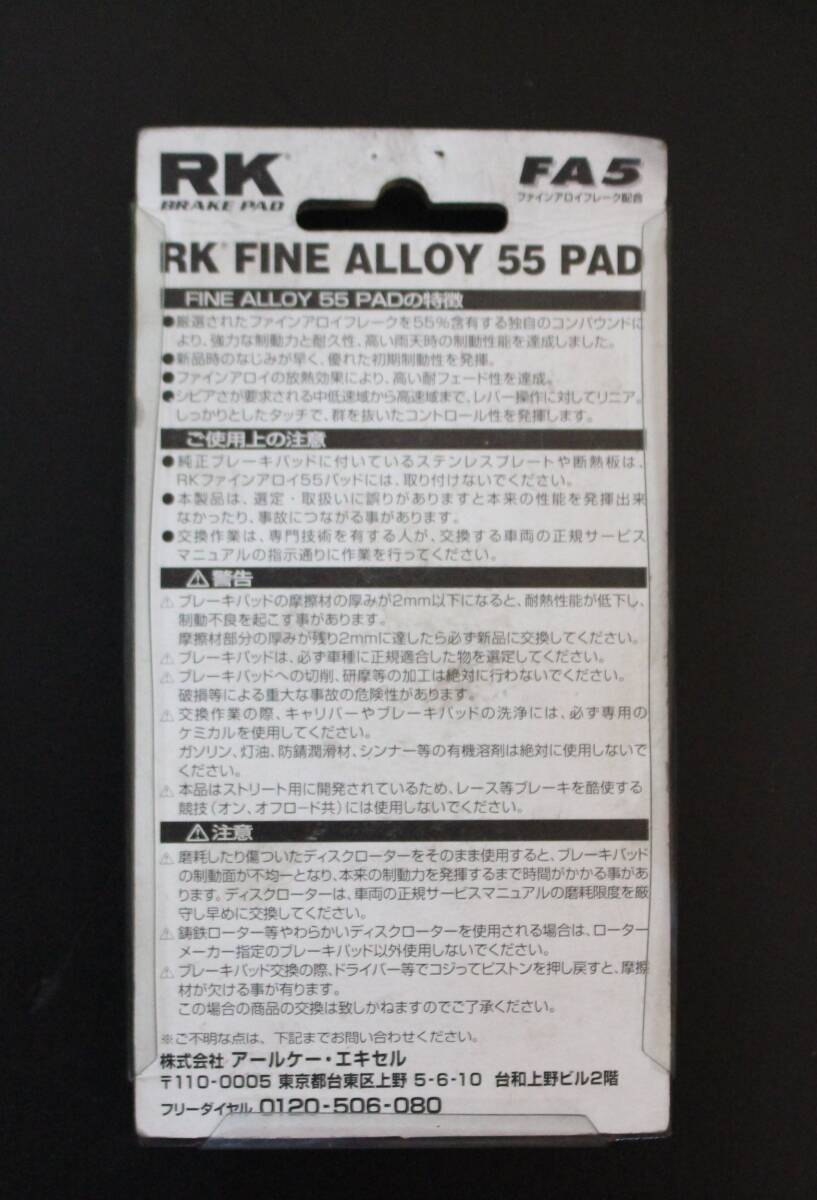 RK
BRAKE PAD
FA5
ファインアロイフレーク配合
RK FINE ALLOY 55 PAD
FINE ALLOY 55 PADの特徴
●厳選されたファインアロイフレークを55%含有する独自のコンパウンドに
より、強力な制動力と耐久性、高い雨天時の制動性能を達成しました。
●新品時のなじみが早く、優れた初期制動性を発揮。
●ファインアロイの放熱効果により、高い耐フェード性を達成。
●シビアさが要求される中低速域から高速域まで、レバー操作に対してリニア。
しっかりとしたタッチで、群を抜いたコントロール性を発揮します。
ご使用上の注意
●純正ブレーキパッドに付いているステンレスプレートや断熱板は、
RKファインアロイ55パッドには、取り付けないでください。
●本製品は、選定・取扱いに誤りがありますと本来の性能を発揮出来
なかったり、事故につながる事があります。
●交換作業は、専門技術を有する人が、交換する車両の正規サービス
マニュアルの指示通りに作業を行ってください。
⚠警告
⚠ブレーキパッドの摩擦材の厚みが2mm以下になると、耐熱性能が低下し、
制動不良を起こす事があります。
摩擦材部分の厚みが残り2mmに達したら必ず新品に交換してください。
⚠ブレーキパッドは、必ず車種に正規適合した物を選定してください。
⚠ブレーキパッドへの切削、研摩等の加工は絶対に行わないでください。
破損等による重大な事故の危険性があります。
⚠交換作業の際、キャリパーやブレーキパッドの洗浄には、必ず専用の
ケミカルを使用してください。
ガソリン、灯油、防錆潤滑材、シンナー等の有機溶剤は絶対に使用しないで
ください。
⚠本品はストリート用に開発されているため、レース等ブレーキを酷使する
競技（オン、オフロード共）には使用しないでください。
⚠注意
⚠磨耗したり傷ついたディスクローターをそのまま使用すると、ブレーキパッド
の制動面が不均一となり、本来の制動力を発揮するまで時間がかかる事があ
ります。ディスクローターは、車両の正規サービスマニュアルの磨耗限度を厳
守し早めに交換してください。
⚠鋳鉄ローター等やわらかいディスクローターを使用される場合は、ローター
メーカー指定のブレーキパッド以外使用しないでください。
⚠ブレーキパッド交換の際、ドライバー等でコジってピストンを押し戻すと、摩擦
材が欠ける事が有ります。
この場合の商品の交換は致しかねますのでご了承ください。
※ご不明な点は、下記までお問い合わせください。
株式会社 アールケー・エキセル
〒110-0005 東京都台東区上野 5-6-10 台和上野ビル2階
フリーダイヤル 0120-506-080